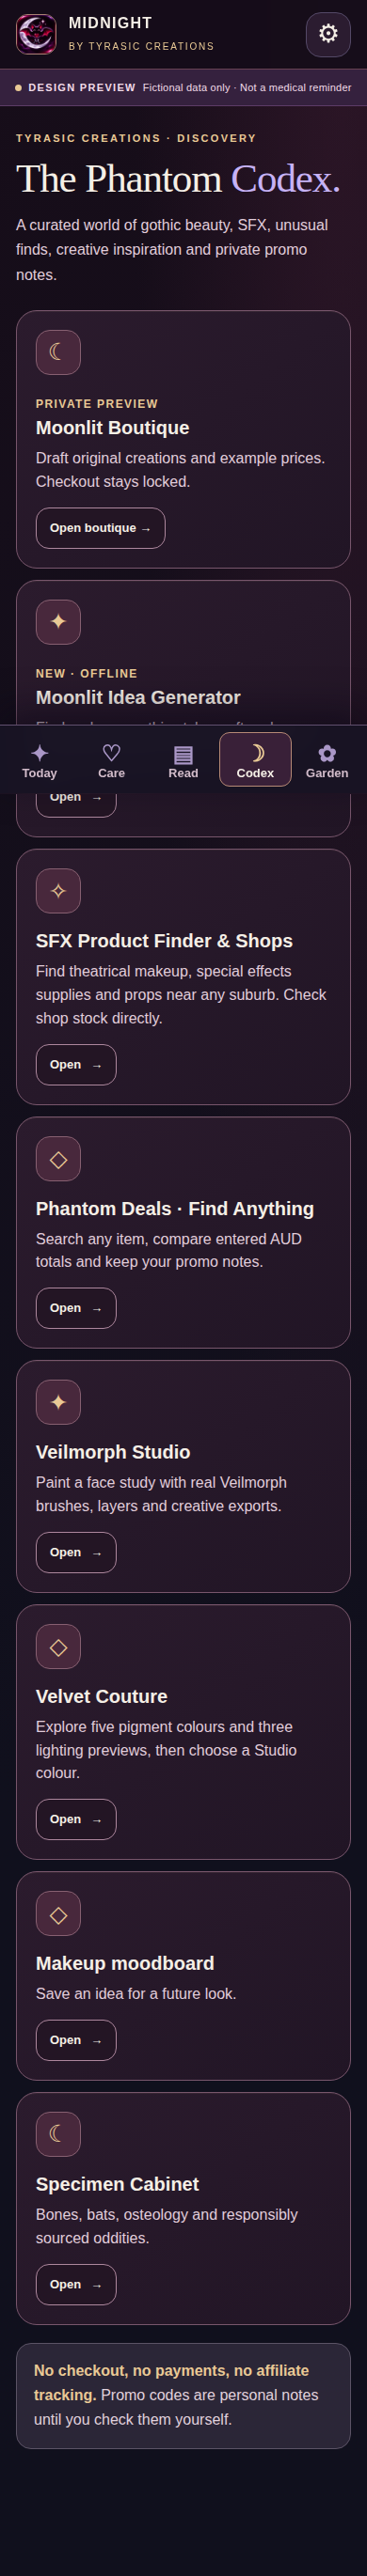 MIDNIGHT
BY TYRASIC CREATIONS
DESIGN PREVIEW Fictional data only · Not a medical reminder
TYRASIC CREATIONS · DISCOVERY
The Phantom Codex.
A curated world of gothic beauty, SFX, unusual
finds, creative inspiration and private promo
notes.
PRIVATE PREVIEW
Moonlit Boutique
Draft original creations and example prices.
Checkout stays locked.
Open boutique →
NEW · OFFLINE
Moonlit Idea Generator
Today
Care
Read
Codex
Garden
Open →
SFX Product Finder & Shops
Find theatrical makeup, special effects
supplies and props near any suburb. Check
shop stock directly.
Open →
Phantom Deals · Find Anything
Search any item, compare entered AUD
totals and keep your promo notes.
Open →
Veilmorph Studio
Paint a face study with real Veilmorph
brushes, layers and creative exports.
Open →
Velvet Couture
Explore five pigment colours and three
lighting previews, then choose a Studio
colour.
Open →
Makeup moodboard
Save an idea for a future look.
Open →
Specimen Cabinet
Bones, bats, osteology and responsibly
sourced oddities.
Open →
No checkout, no payments, no affiliate
tracking. Promo codes are personal notes
until you check them yourself.